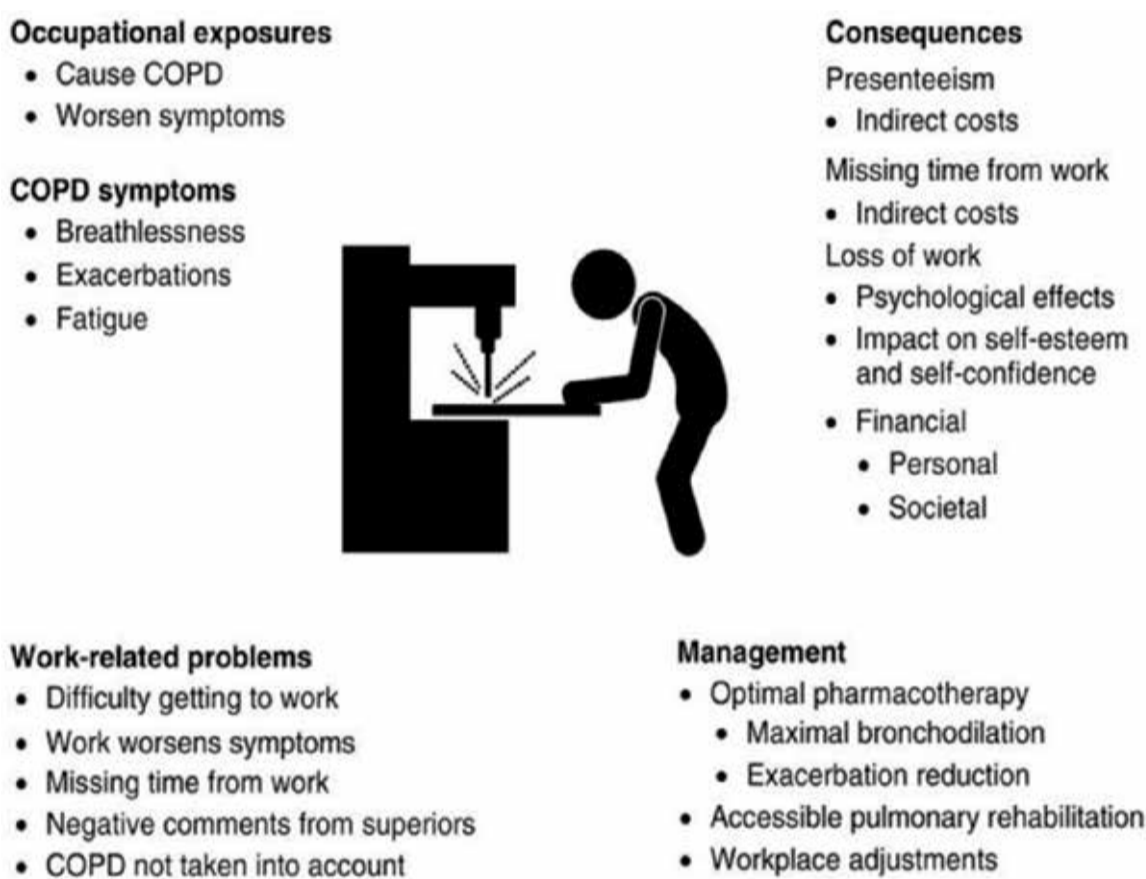 Occupational exposures
• Cause COPD
• Worsen symptoms
COPD symptoms
• Breathlessness
• Exacerbations
• Fatigue
Consequences
Presenteeism
• Indirect costs
Missing time from work
• Indirect costs
Loss of work
• Psychological effects
• Impact on self-esteem
and self-confidence
• Financial
• Personal
• Societal
Work-related problems
• Difficulty getting to work
• Work worsens symptoms
• Missing time from work
• Negative comments from superiors
• COPD not taken into account
Management
• Optimal pharmacotherapy
• Maximal bronchodilation
• Exacerbation reduction
• Accessible pulmonary rehabilitation
• Workplace adjustments